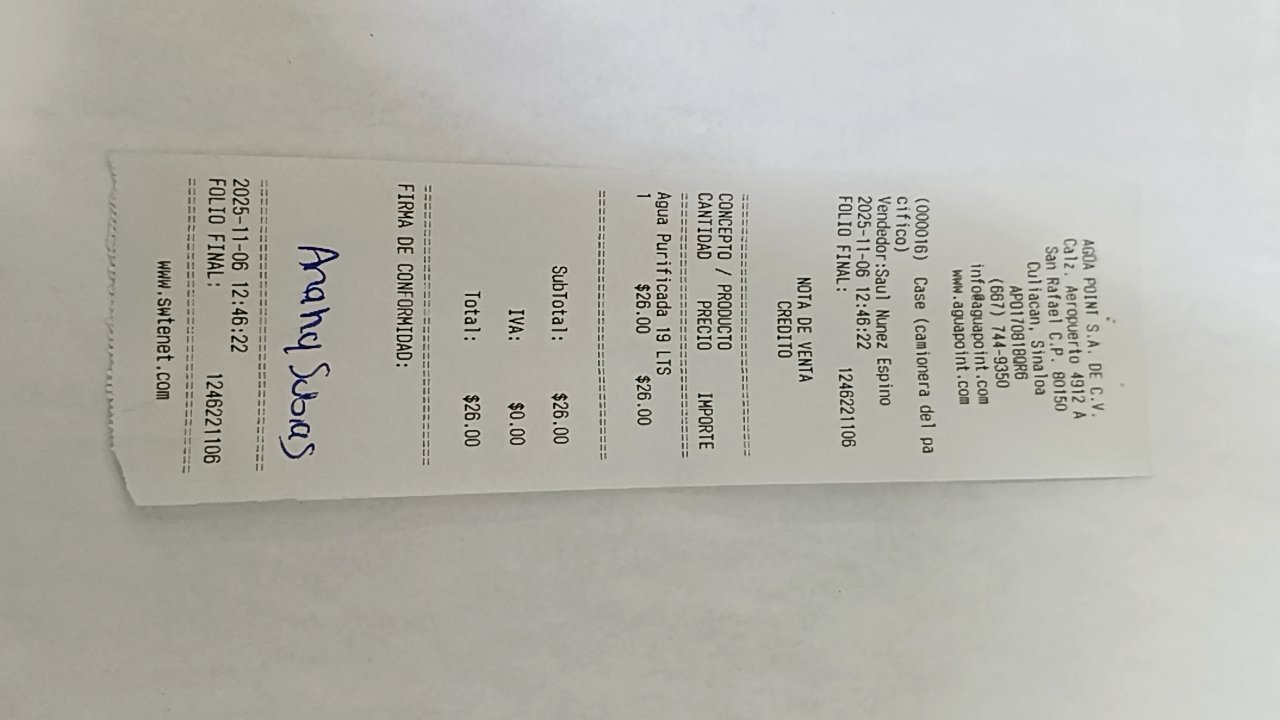 AGUA POINT S.A. DE C.V.
Calz. Aeropuerto 4912 A
San Rafael C.P. 80150
Culiacan, Sinaloa
APO170818QR6
(667) 744-9350
info@aguapoint.com
www.aguapoint.com
(000016) Case (camionera del pa
cifico)
Vendedor:Saul Nunez Espino
2025-11-06 12:46:22
FOLIO FINAL: 1246221106
NOTA DE VENTA
CREDITO
================================
CONCEPTO / PRODUCTO
CANTIDAD PRECIO IMPORTE
================================
Agua Purificada 19 LTS
1 $26.00 $26.00
================================
SubTotal: $26.00
IVA: $0.00
Total: $26.00
================================
FIRMA DE CONFORMIDAD:
Anahy Subias
================================
2025-11-06 12:46:22
FOLIO FINAL: 1246221106
================================
www.swtenet.com